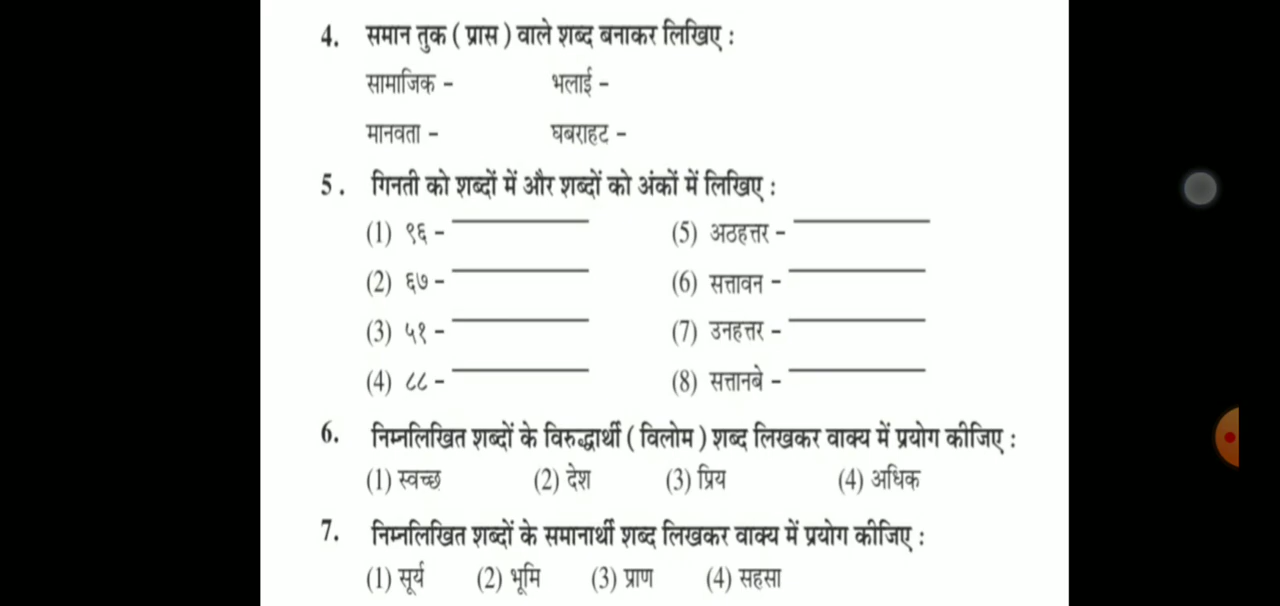 4. समान तुक ( प्रास ) वाले शब्द बनाकर लिखिए :
सामाजिक - भलाई -
मानवता - घबराहट -
5. गिनती को शब्दों में और शब्दों को अंकों में लिखिए :
(1) ९६ - (5) अठहत्तर -
(2) ६७ - (6) सत्तावन -
(3) ५१ - (7) उनहत्तर -
(4) ८८ - (8) सत्तानबे -
6. निम्नलिखित शब्दों के विरुद्धार्थी ( विलोम ) शब्द लिखकर वाक्य में प्रयोग कीजिए :
(1) स्वच्छ (2) देश (3) प्रिय (4) अधिक
7. निम्नलिखित शब्दों के समानार्थी शब्द लिखकर वाक्य में प्रयोग कीजिए :
(1) सूर्य (2) भूमि (3) प्राण (4) सहसा